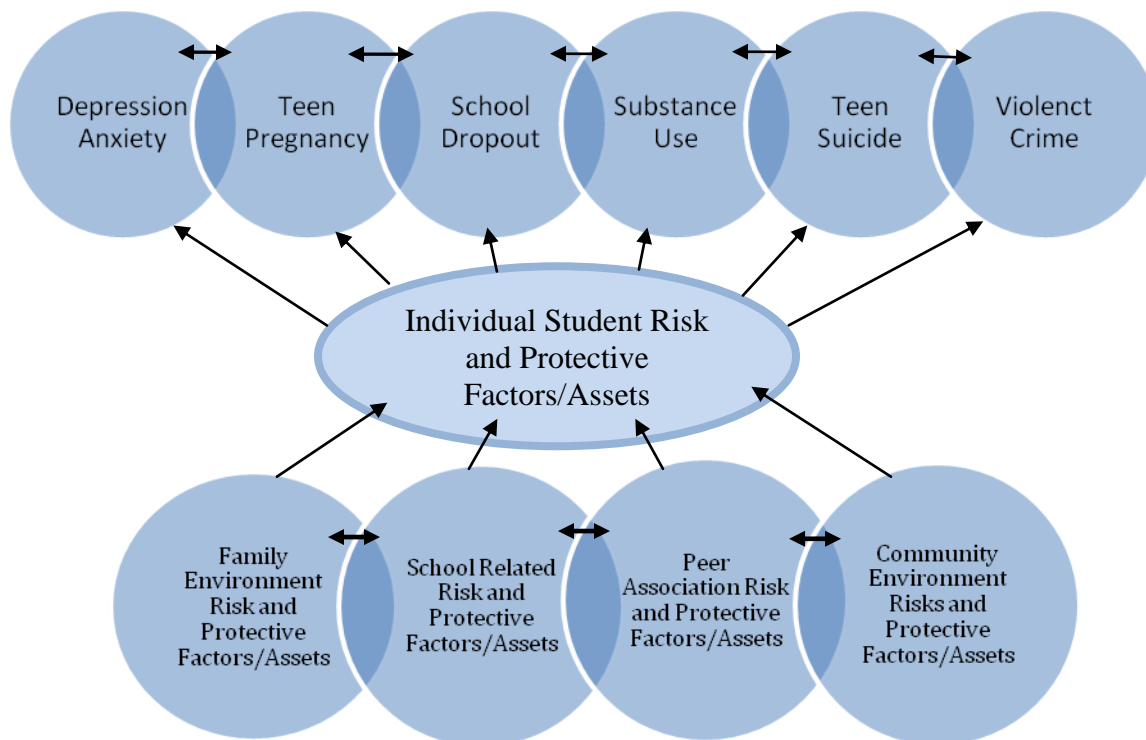 Depression
Anxiety
Teen
Pregnancy
School
Dropout
Substance
Use
Teen
Suicide
Violenct
Crime
Individual Student Risk
and Protective
Factors/Assets
Family
Environment
Risk and
Protective
Factors/Assets
School Related
Risk and
Protective
Factors/Assets
Peer
Association Risk
and Protective
Factors/Assets
Community
Environment
Risks and
Protective
Factors/Assets